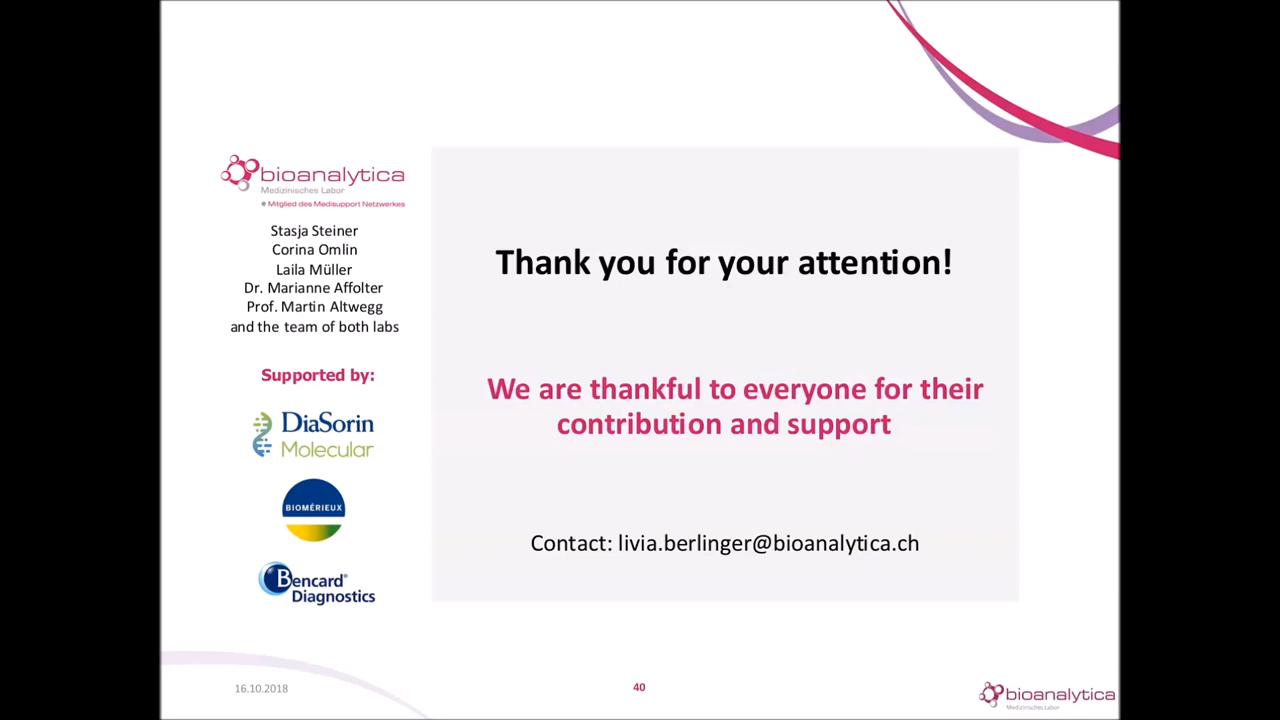 bioanalytica
Medizinisches Labor
Mitglied des Medisupport Netzwerkes
Stasja Steiner
Corina Omlin
Laila Müller
Dr. Marianne Affolter
Prof. Martin Altwegg
and the team of both labs
Supported by:
DiaSorin
Molecular
BIOMÉRIEUX
Bencard®
Diagnostics
Thank you for your attention!
We are thankful to everyone for their
contribution and support
Contact: livia.berlinger@bioanalytica.ch
16.10.2018
40
bioanalytica
Medizinisches Labor